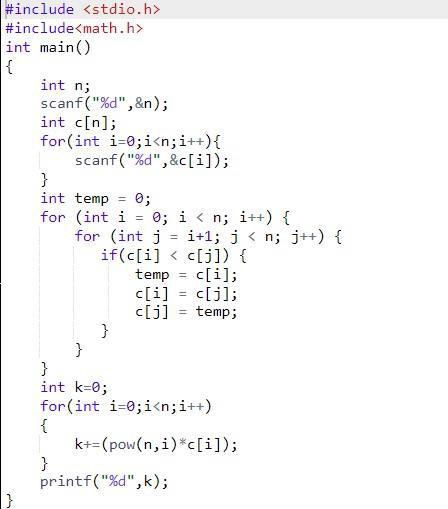 #include <stdio.h>
#include<math.h>
int main()
{
    int n;
    scanf("%d",&n);
    int c[n];
    for(int i=0;i<n;i++){
        scanf("%d",&c[i]);
    }
    int temp = 0;
    for (int i = 0; i < n; i++) {
        for (int j = i+1; j < n; j++) {
           if(c[i] < c[j]) {
               temp = c[i];
               c[i] = c[j];
               c[j] = temp;
           }
        }
    }
    int k=0;
    for(int i=0;i<n;i++)
    {
        k+=(pow(n,i)*c[i]);
    }
    printf("%d",k);
}